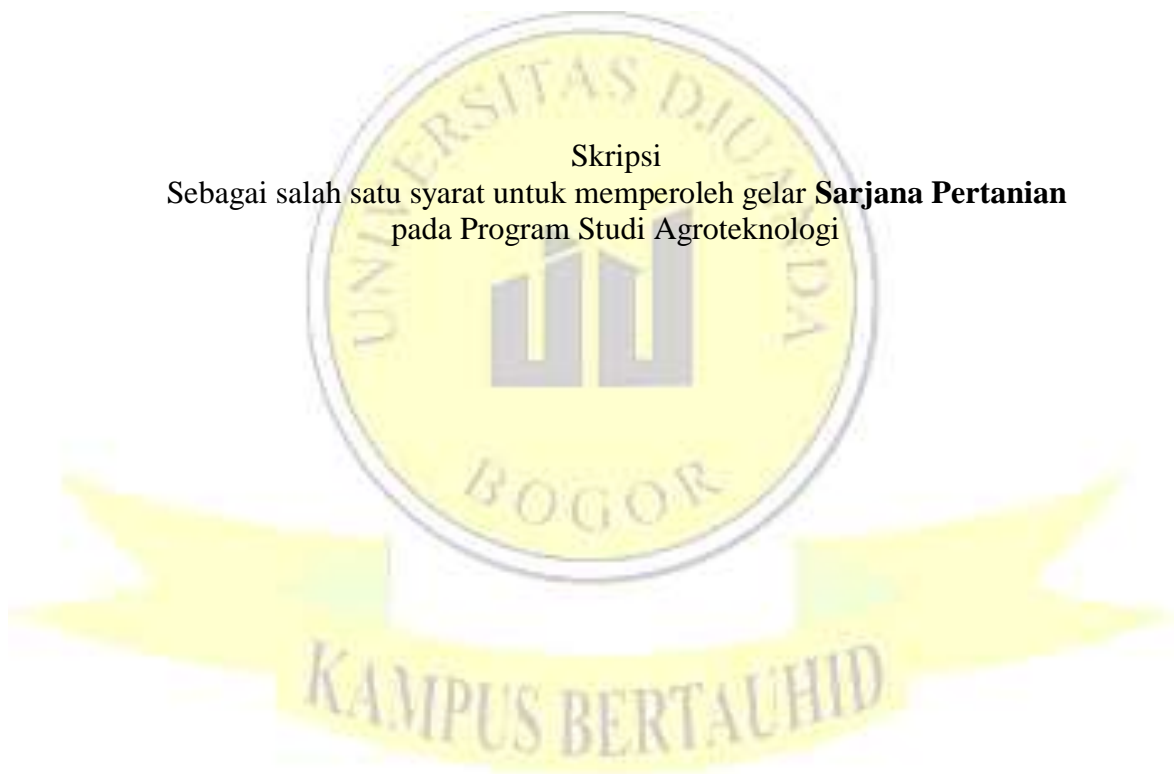 UNIVERSITAS DJUANDA
Skripsi
Sebagai salah satu syarat untuk memperoleh gelar Sarjana Pertanian
pada Program Studi Agroteknologi
BOGOR
KAMPUS BERTAUHID